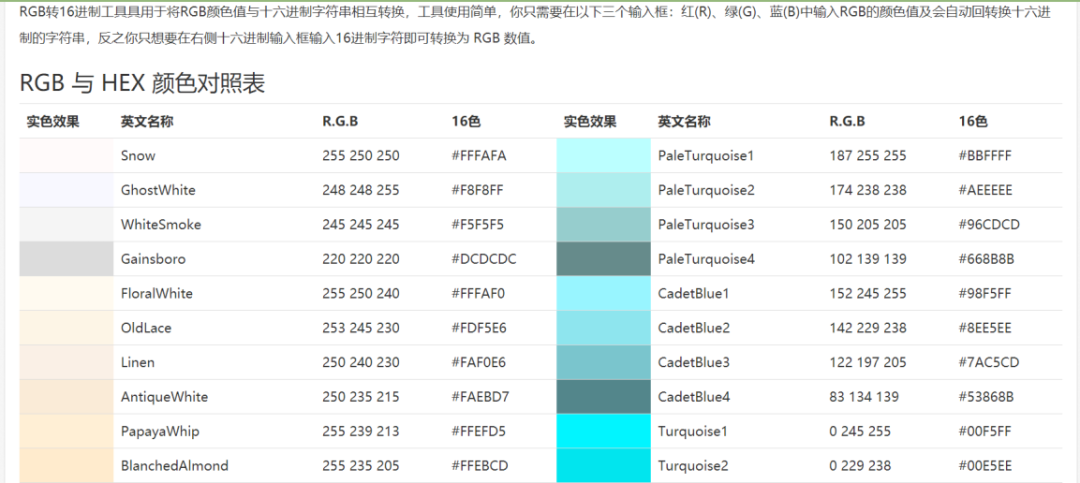 RGB转16进制工具具用于将RGB颜色值与十六进制字符串相互转换，工具使用简单，你只需要在以下三个输入框：红(R)、绿(G)、蓝(B)中输入RGB的颜色值及会自动回转换十六进
制的字符串，反之你只想要在右侧十六进制输入框输入16进制字符即可转换为 RGB 数值。
RGB 与 HEX 颜色对照表
实色效果 英文名称 R.G.B 16色 实色效果 英文名称 R.G.B 16色
Snow 255 250 250 #FFFAFA PaleTurquoise1 187 255 255 #BBFFFF
GhostWhite 248 248 255 #F8F8FF PaleTurquoise2 174 238 238 #AEEEEE
WhiteSmoke 245 245 245 #F5F5F5 PaleTurquoise3 150 205 205 #96CDCD
Gainsboro 220 220 220 #DCDCDC PaleTurquoise4 102 139 139 #668B8B
FloralWhite 255 250 240 #FFFAF0 CadetBlue1 152 245 255 #98F5FF
OldLace 253 245 230 #FDF5E6 CadetBlue2 142 229 238 #8EE5EE
Linen 250 240 230 #FAF0E6 CadetBlue3 122 197 205 #7AC5CD
AntiqueWhite 250 235 215 #FAEBD7 CadetBlue4 83 134 139 #53868B
PapayaWhip 255 239 213 #FFEFD5 Turquoise1 0 245 255 #00F5FF
BlanchedAlmond 255 235 205 #FFEBCD Turquoise2 0 229 238 #00E5EE